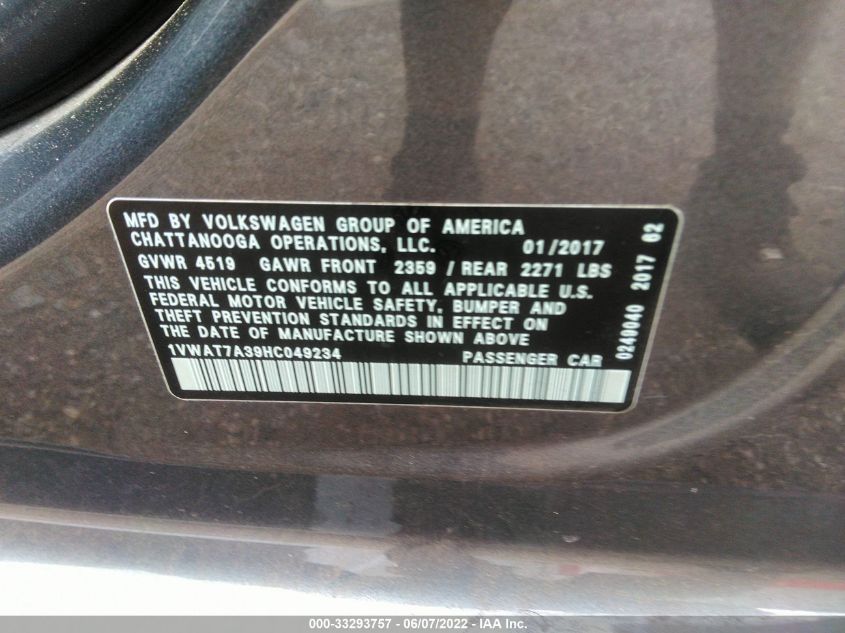 MFD BY VOLKSWAGEN GROUP OF AMERICA
CHATTANOOGA OPERATIONS, LLC. 01/2017
GVWR 4519 GAWR FRONT 2359 / REAR 2271 LBS
THIS VEHICLE CONFORMS TO ALL APPLICABLE U.S.
FEDERAL MOTOR VEHICLE SAFETY, BUMPER AND
THEFT PREVENTION STANDARDS IN EFFECT ON
THE DATE OF MANUFACTURE SHOWN ABOVE
1VWAT7A39HC049234 PASSENGER CAR
0249040 2017 02
000-33293757 - 06/07/2022 - IAA Inc.